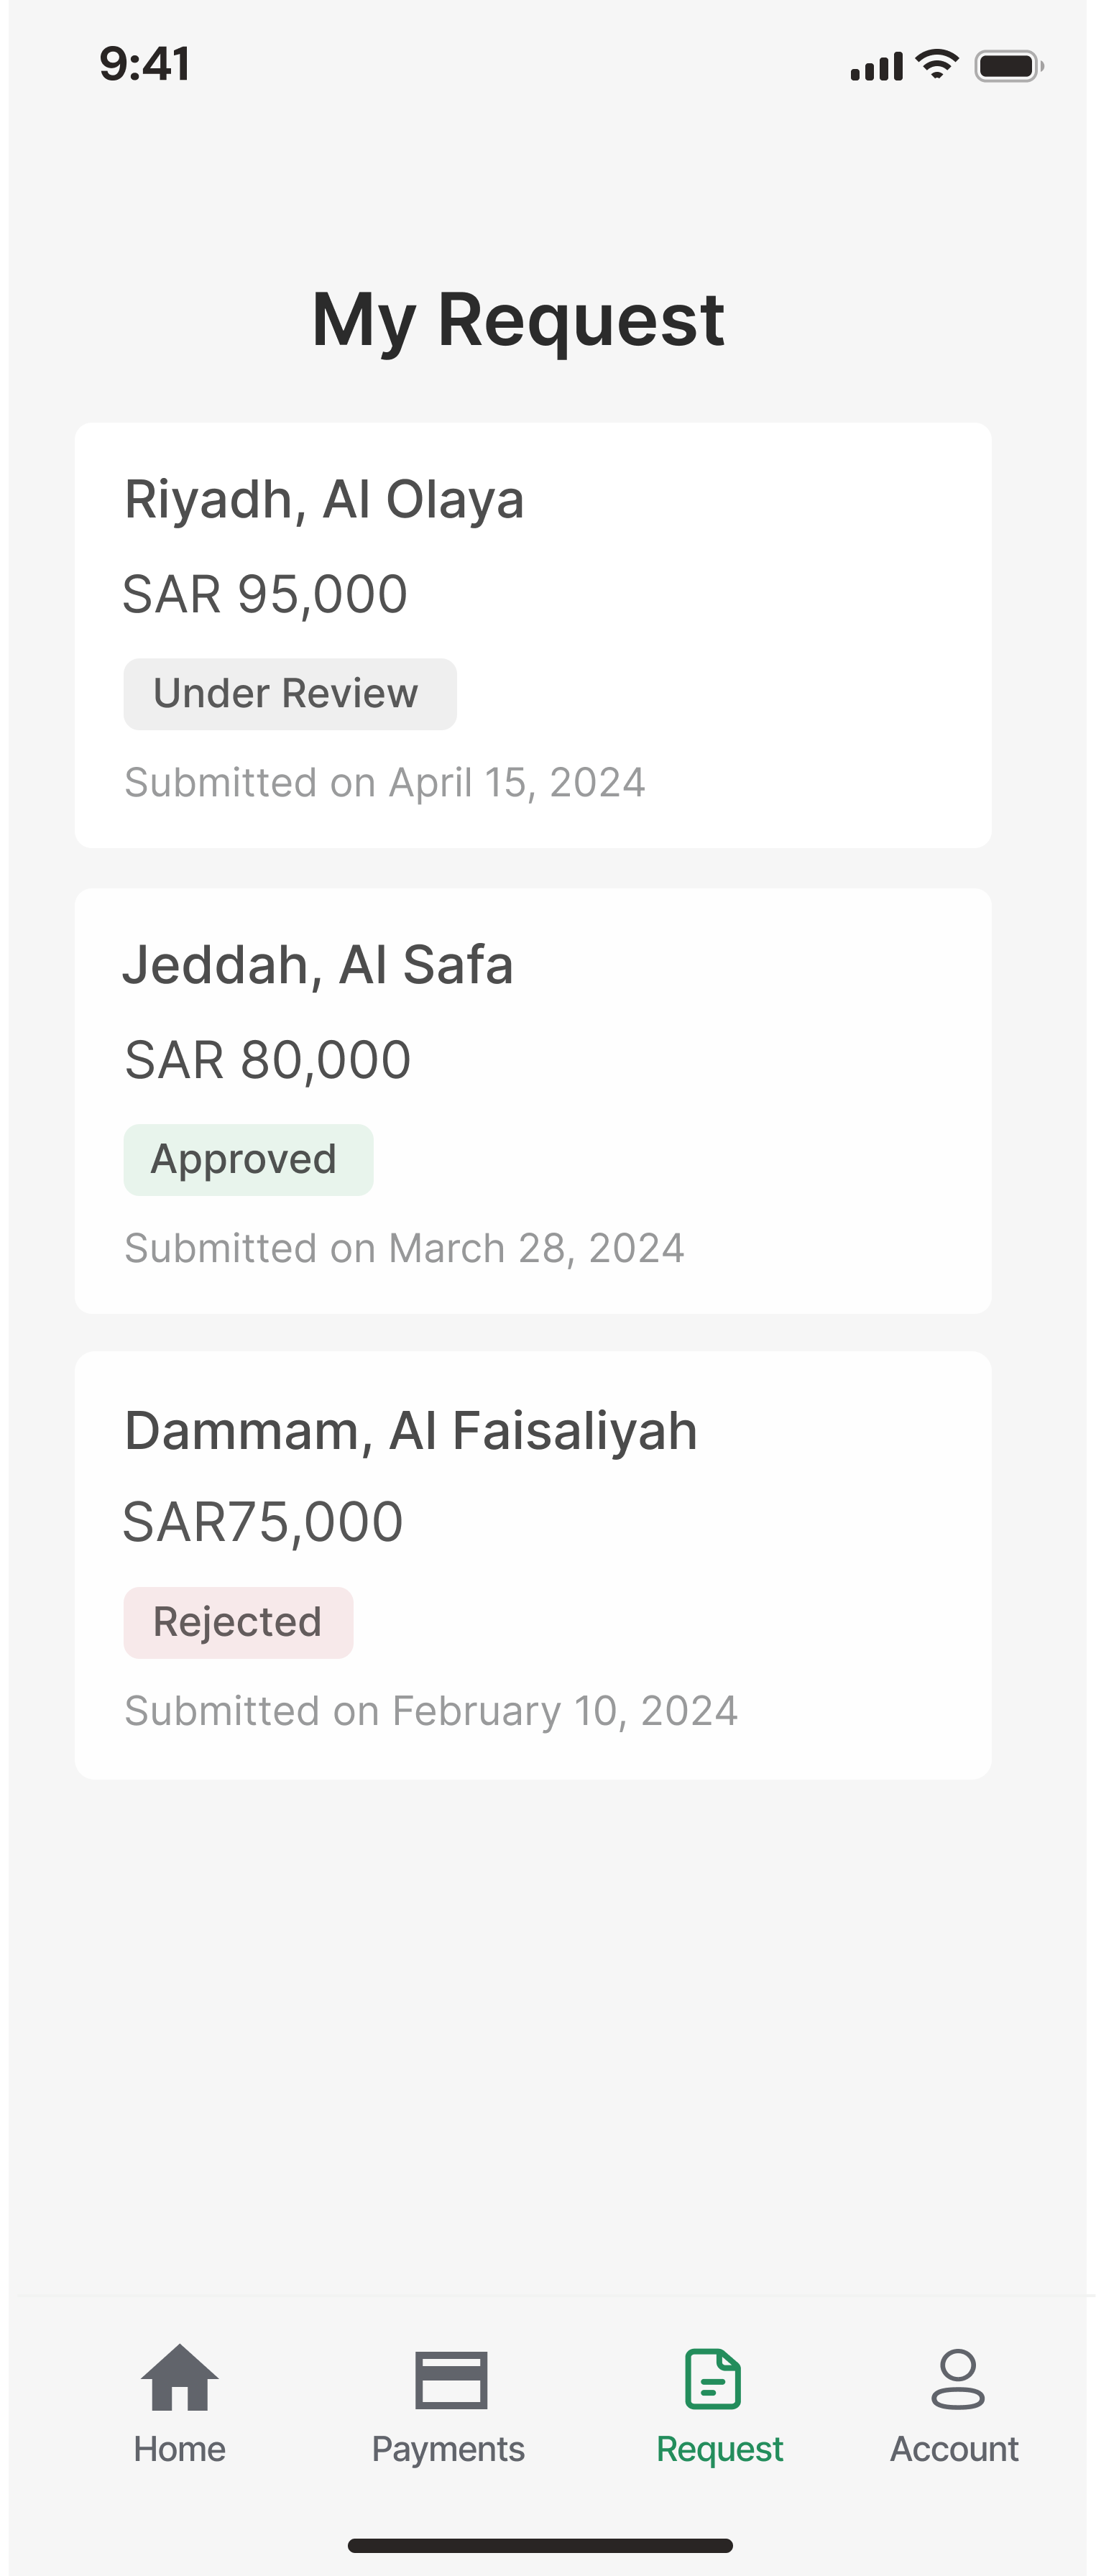 9:41
My Request
Riyadh, Al Olaya
SAR 95,000
Under Review
Submitted on April 15, 2024
Jeddah, Al Safa
SAR 80,000
Approved
Submitted on March 28, 2024
Dammam, Al Faisaliyah
SAR75,000
Rejected
Submitted on February 10, 2024
Home
Payments
Request
Account